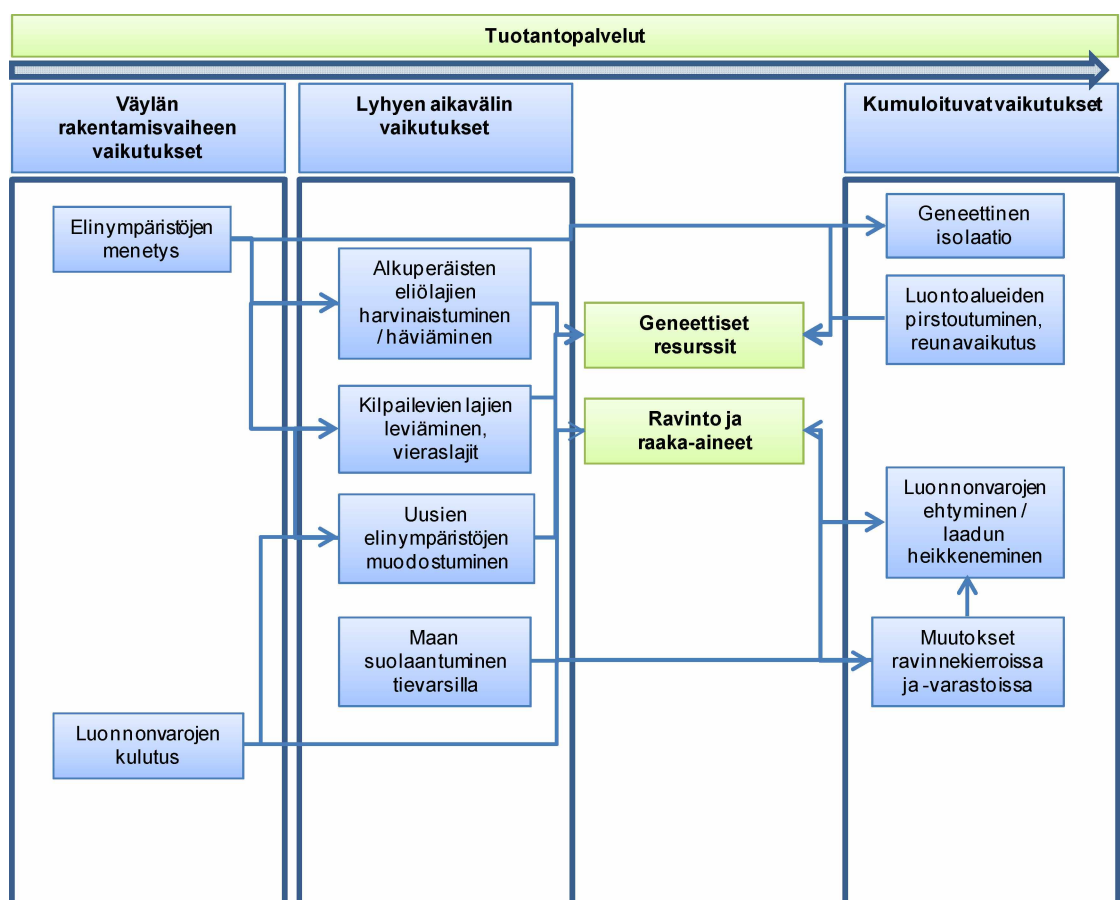 Tuotantopalvelut
Väylän
rakentamisvaiheen
vaikutukset
Lyhyen aikavälin
vaikutukset
Kumuloituvat vaikutukset
Elinympäristöjen
menetys
Luonnonvarojen
kulutus
Alkuperäisten
eliölajien
harvinaistuminen
/ häviäminen
Kilpailevien lajien
leviäminen,
vieraslajit
Uusien
elinympäristöjen
muodostuminen
Maan
suolaantuminen
tievarsilla
Geneettiset
resurssit
Ravinto ja
raaka-aineet
Geneettinen
isolaatio
Luontoalueiden
pirstoutuminen,
reunavaikutus
Luonnonvarojen
ehtyminen /
laadun
heikkeneminen
Muutokset
ravinnekierroissa
ja -varastoissa